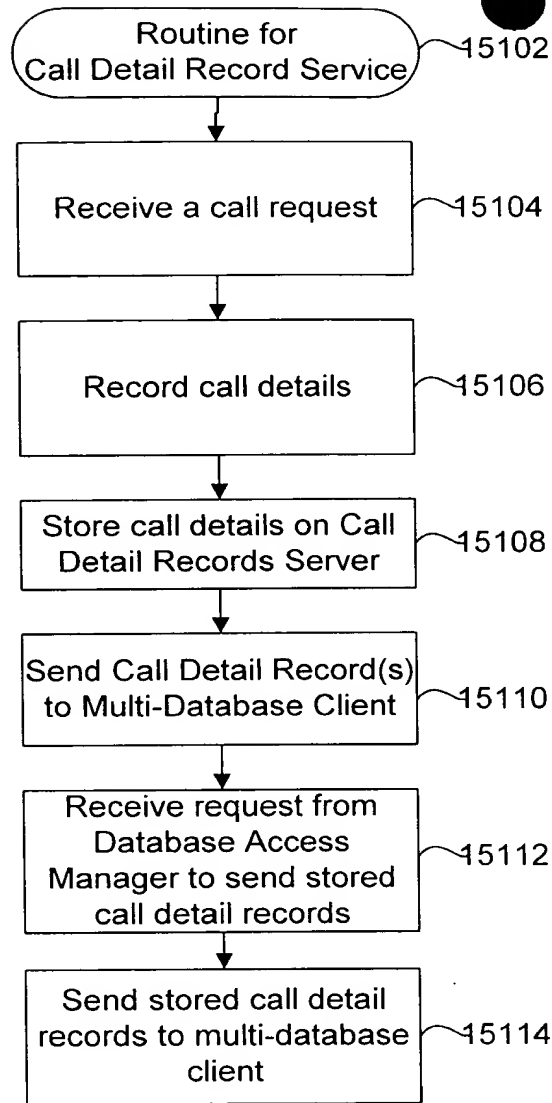 Routine for
Call Detail Record Service
15102
Receive a call request
15104
Record call details
15106
Store call details on Call
Detail Records Server
15108
Send Call Detail Record(s)
to Multi-Database Client
15110
Receive request from
Database Access
Manager to send stored
call detail records
15112
Send stored call detail
records to multi-database
client
15114